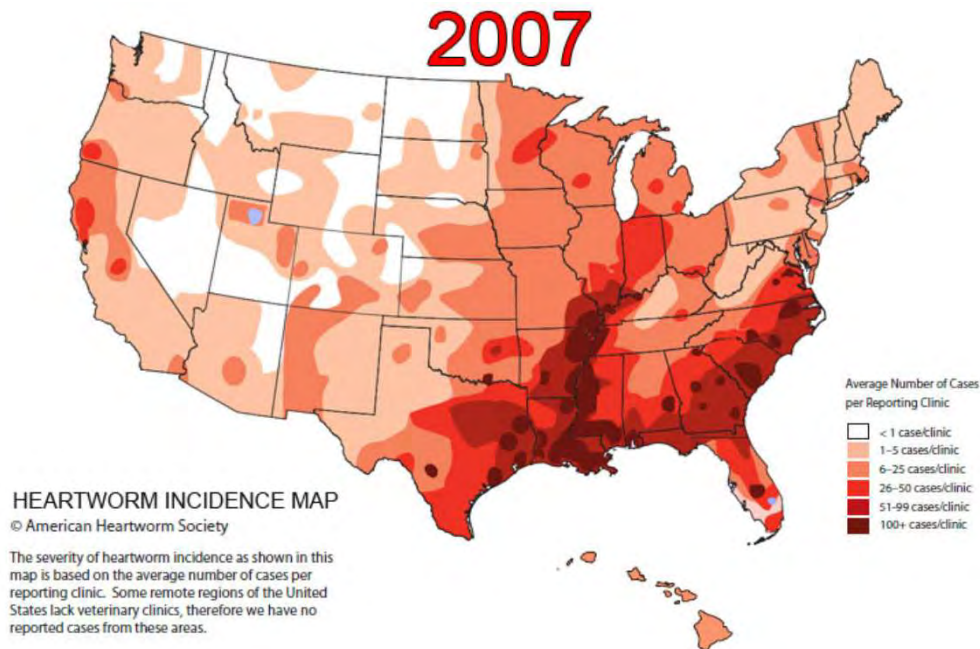 2007
Average Number of Cases
per Reporting Clinic
< 1 case/clinic
1–5 cases/clinic
6–25 cases/clinic
26–50 cases/clinic
51-99 cases/clinic
100+ cases/clinic
HEARTWORM INCIDENCE MAP
© American Heartworm Society
The severity of heartworm incidence as shown in this
map is based on the average number of cases per
reporting clinic. Some remote regions of the United
States lack veterinary clinics, therefore we have no
reported cases from these areas.